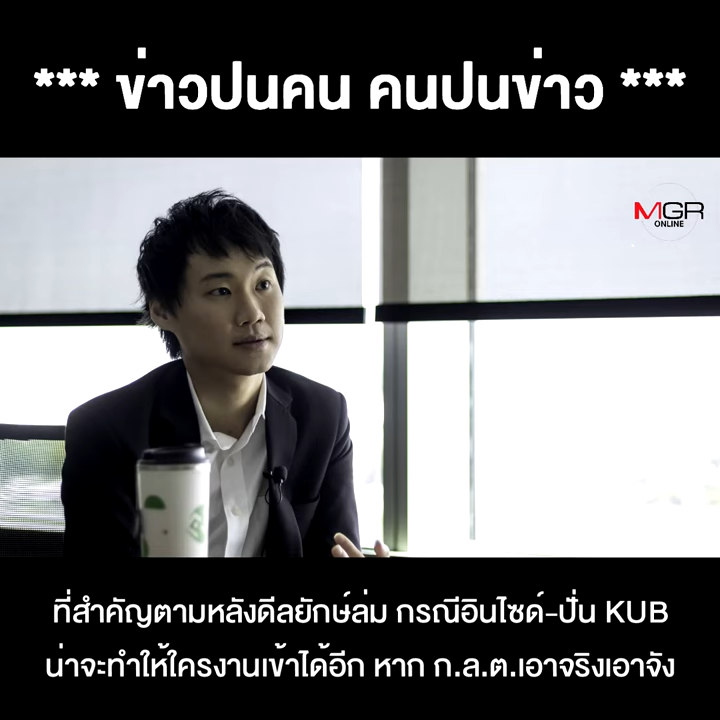 *** ข่าวปนคน คนปนข่าว ***
MGR
ONLINE
ที่สำคัญตามหลังดีลยักษ์ล่ม กรณีอินไซด์-ปั่น KUB
น่าจะทำให้ใครงานเข้าได้อีก หาก ก.ล.ต.เอาจริงเอาจัง